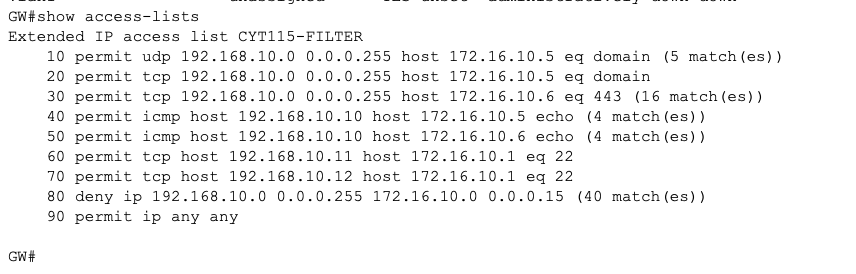 GW#show access-lists
Extended IP access list CYT115-FILTER
    10 permit udp 192.168.10.0 0.0.0.255 host 172.16.10.5 eq domain (5 match(es))
    20 permit tcp 192.168.10.0 0.0.0.255 host 172.16.10.5 eq domain
    30 permit tcp 192.168.10.0 0.0.0.255 host 172.16.10.6 eq 443 (16 match(es))
    40 permit icmp host 192.168.10.10 host 172.16.10.5 echo (4 match(es))
    50 permit icmp host 192.168.10.10 host 172.16.10.6 echo (4 match(es))
    60 permit tcp host 192.168.10.11 host 172.16.10.1 eq 22
    70 permit tcp host 192.168.10.12 host 172.16.10.1 eq 22
    80 deny ip 192.168.10.0 0.0.0.255 172.16.10.0 0.0.0.15 (40 match(es))
    90 permit ip any any
GW#